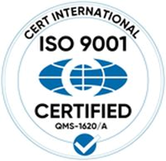 CERT INTERNATIONAL
ISO 9001
CERTIFIED
QMS-1620/A